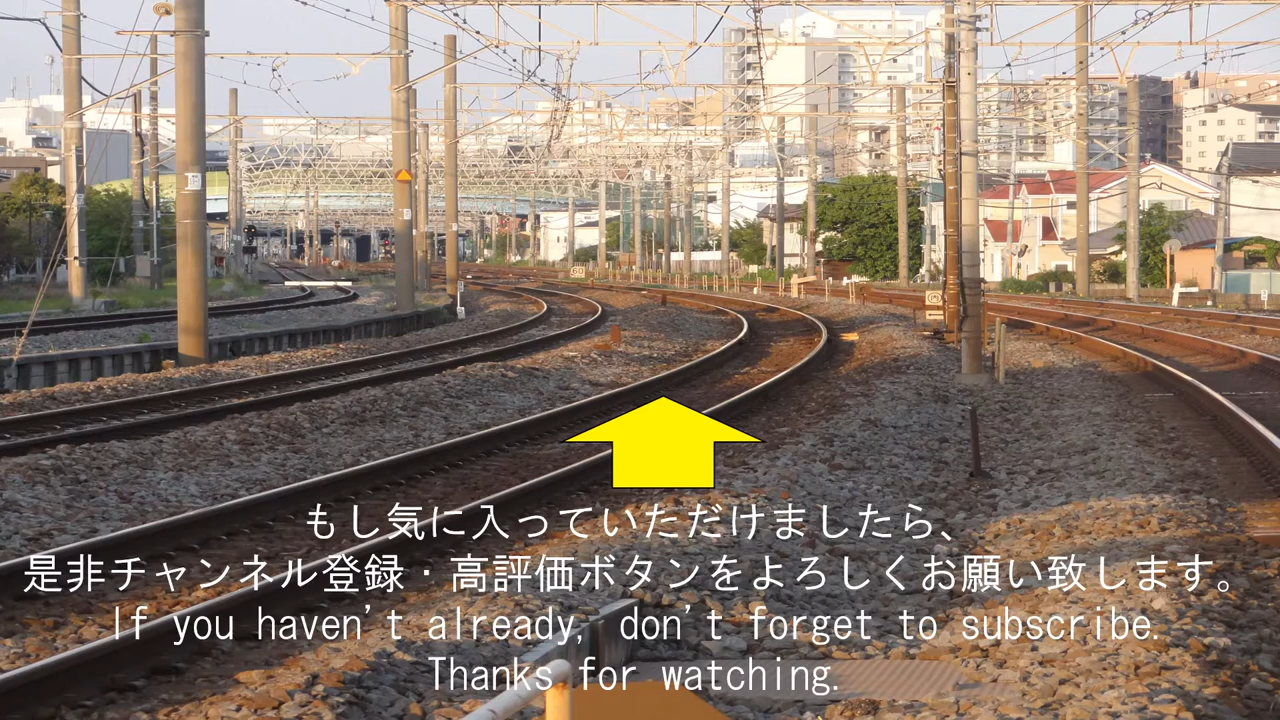 60
もし気に入っていただけましたら、
是非チャンネル登録・高評価ボタンをよろしくお願い致します。
If you haven't already, don't forget to subscribe.
Thanks for watching.